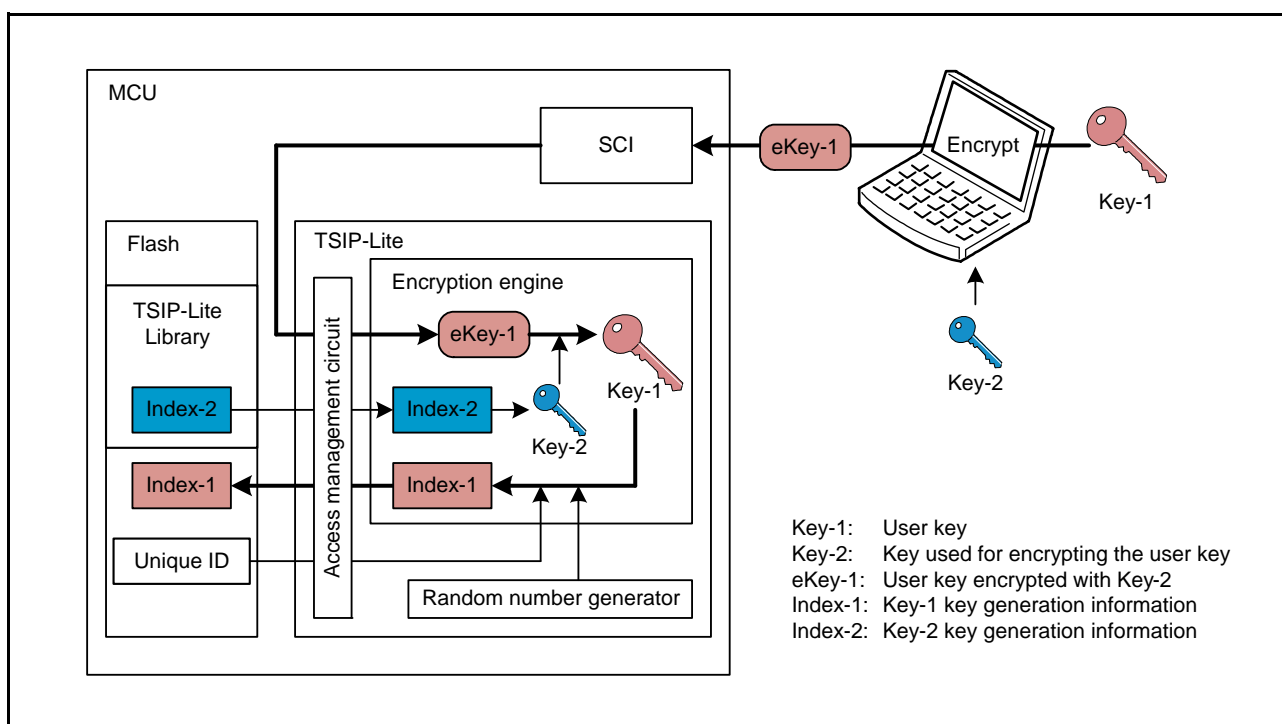 MCU
SCI
eKey-1
Encrypt
Key-1
Key-2
Flash
TSIP-Lite
Library
Index-2
Index-1
Unique ID
TSIP-Lite
Access management circuit
Encryption engine
eKey-1
Key-1
Index-2
Key-2
Index-1
Random number generator
Key-1: User key
Key-2: Key used for encrypting the user key
eKey-1: User key encrypted with Key-2
Index-1: Key-1 key generation information
Index-2: Key-2 key generation information